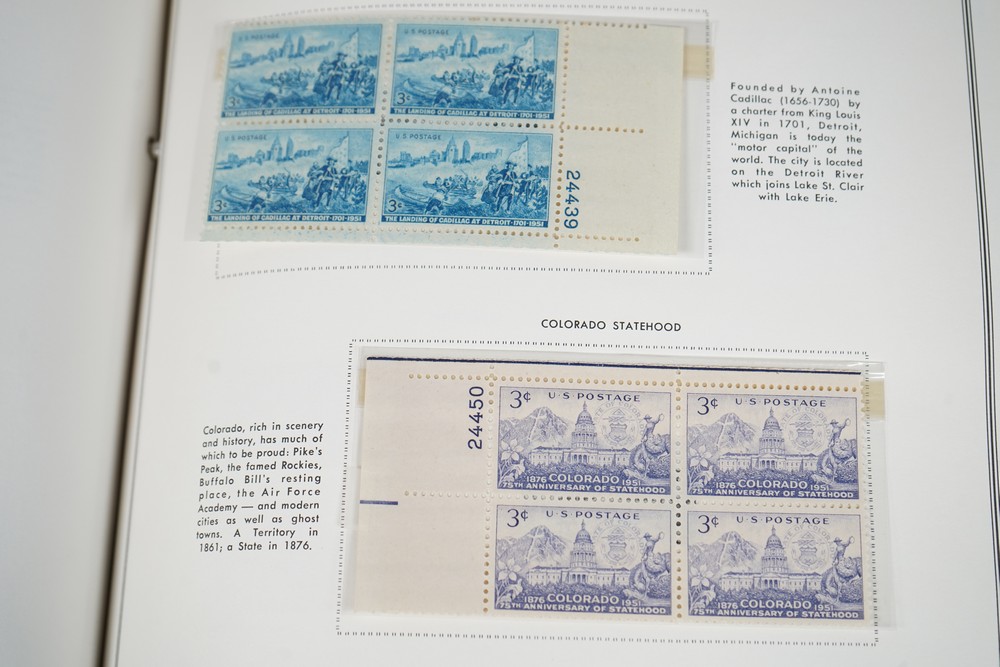 U.S. POSTAGE
3¢
THE LANDING OF CADILLAC AT DETROIT·1701-1951
U.S. POSTAGE
3¢
THE LANDING OF CADILLAC AT DETROIT·1701-1951
U.S. POSTAGE
3¢
THE LANDING OF CADILLAC AT DETROIT·1701-1951
U.S. POSTAGE
3¢
THE LANDING OF CADILLAC AT DETROIT·1701-1951
24439
Founded by Antoine
Cadillac (1656-1730) by
a charter from King Louis
XIV in 1701, Detroit,
Michigan is today the
"motor capital" of the
world. The city is located
on the Detroit River
which joins Lake St. Clair
with Lake Erie.
COLORADO STATEHOOD
Colorado, rich in scenery
and history, has much of
which to be proud: Pike's
Peak, the famed Rockies,
Buffalo Bill's resting
place, the Air Force
Academy — and modern
cities as well as ghost
towns. A Territory in
1861; a State in 1876.
24450
3¢ U·S POSTAGE
1876 COLORADO 1951
75TH ANNIVERSARY OF STATEHOOD
3¢ U·S POSTAGE
1876 COLORADO 1951
75TH ANNIVERSARY OF STATEHOOD
3¢ U·S POSTAGE
1876 COLORADO 1951
75TH ANNIVERSARY OF STATEHOOD
3¢ U·S POSTAGE
1876 COLORADO 1951
75TH ANNIVERSARY OF STATEHOOD